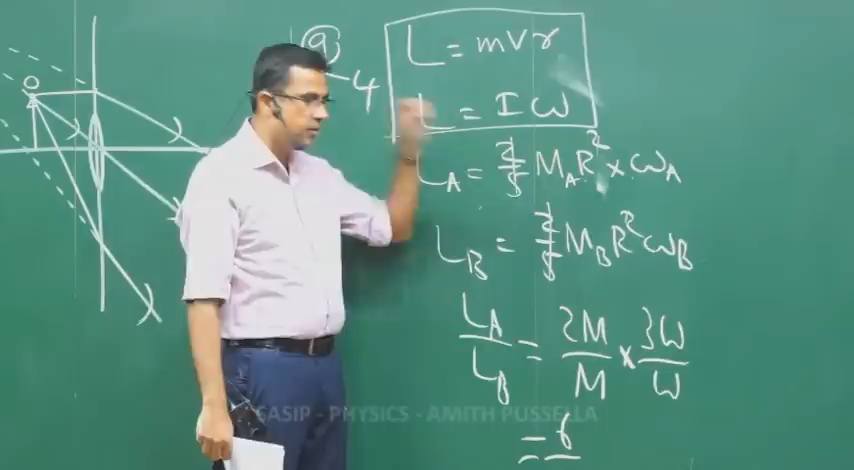 O
9
4
L = mvr
L = Iω
L_A = 2/5 M_A R² × ω_A
L_B = 2/5 M_B R² ω_B
L_A/L_B = 2M/M × 3ω/ω
= 6
EASIP - PHYSICS - AMITH PUSSELLA